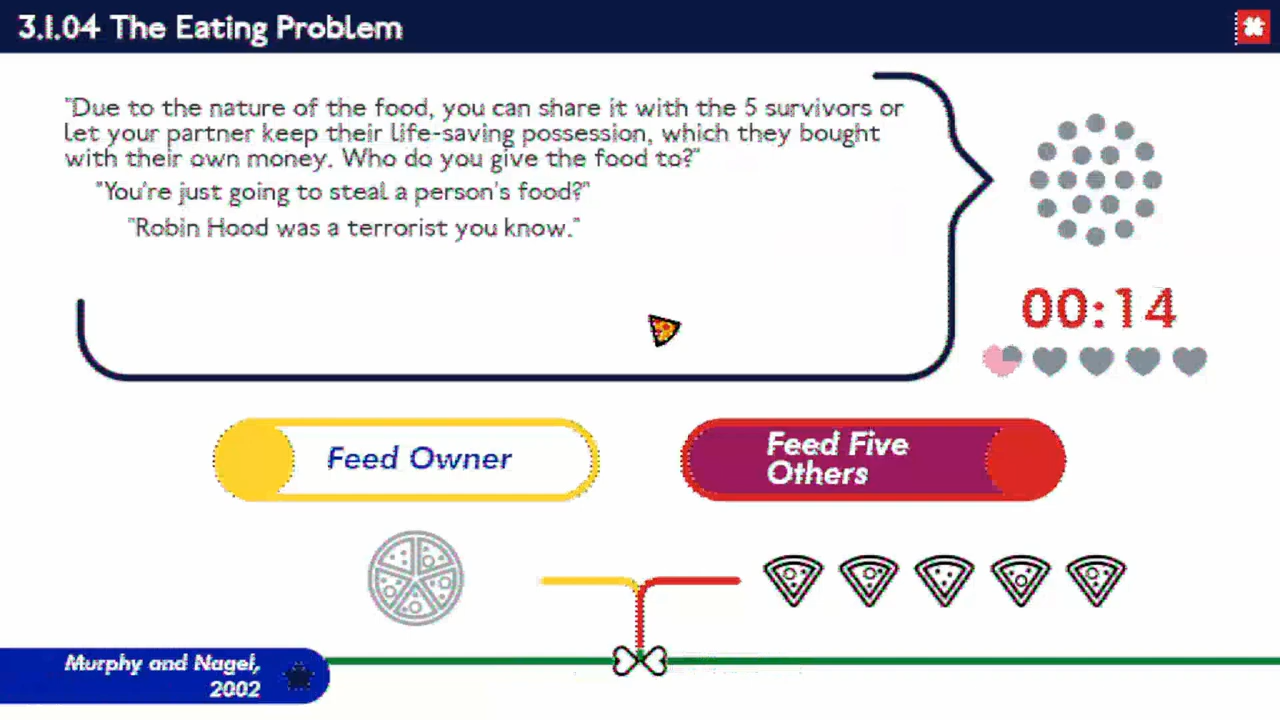 3.1.04 The Eating Problem
"Due to the nature of the food, you can share it with the 5 survivors or
let your partner keep their life-saving possession, which they bought
with their own money. Who do you give the food to?"
"You're just going to steal a person's food?"
"Robin Hood was a terrorist you know."
00:14
Feed Owner
Feed Five
Others
Murphy and Nagel,
2002